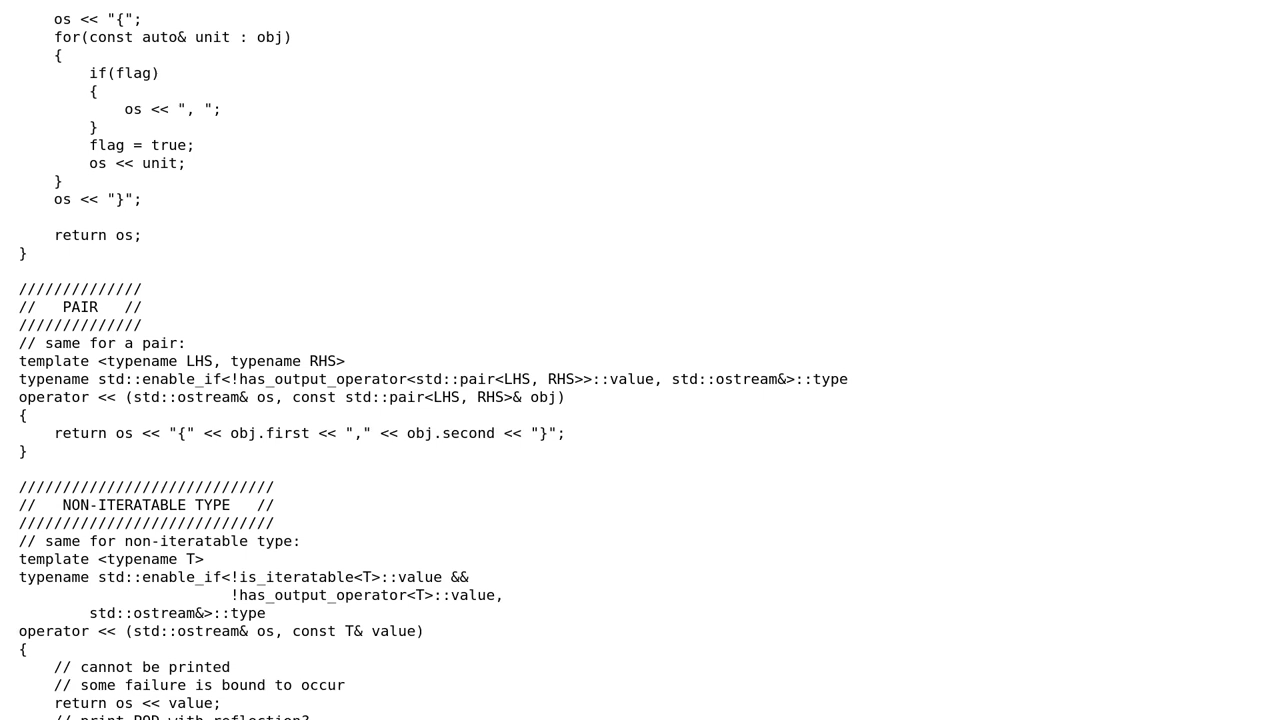 os << "{";
    for(const auto& unit : obj)
    {
        if(flag)
        {
            os << ", ";
        }
        flag = true;
        os << unit;
    }
    os << "}";

    return os;
}

//////////////
//   PAIR   //
//////////////
// same for a pair:
template <typename LHS, typename RHS>
typename std::enable_if<!has_output_operator<std::pair<LHS, RHS>>::value, std::ostream&>::type
operator << (std::ostream& os, const std::pair<LHS, RHS>& obj)
{
    return os << "{" << obj.first << "," << obj.second << "}";
}

/////////////////////////////
//   NON-ITERATABLE TYPE   //
/////////////////////////////
// same for non-iteratable type:
template <typename T>
typename std::enable_if<!is_iteratable<T>::value &&
                        !has_output_operator<T>::value,
        std::ostream&>::type
operator << (std::ostream& os, const T& value)
{
    // cannot be printed
    // some failure is bound to occur
    return os << value;
    // print POD with reflection?